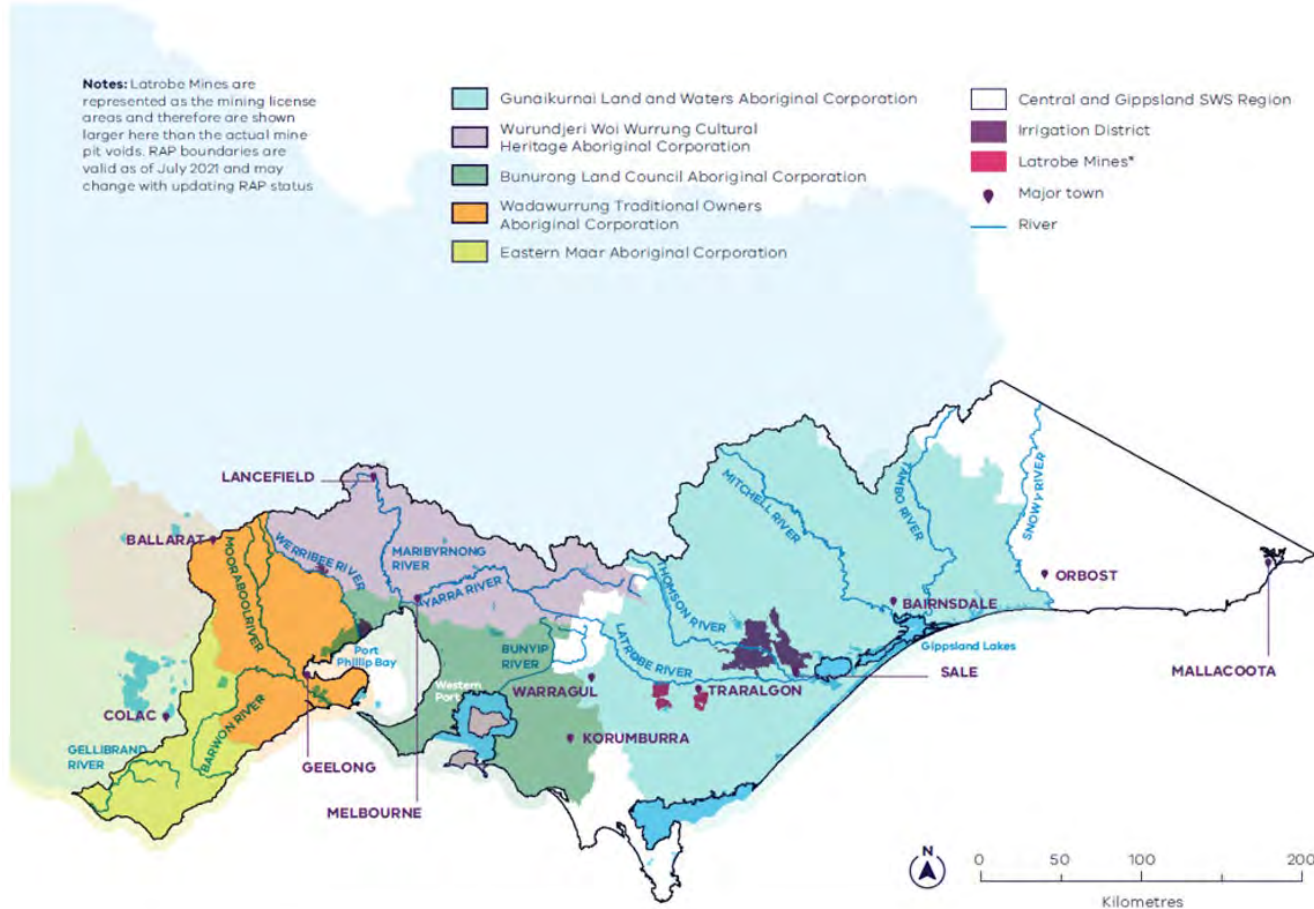 Notes: Latrobe Mines are
represented as the mining license
areas and therefore are shown
larger here than the actual mine
pit voids. RAP boundaries are
valid as of July 2021 and may
change with updating RAP status
Gunaikurnai Land and Waters Aboriginal Corporation
Wurundjeri Woi Wurrung Cultural
Heritage Aboriginal Corporation
Bunurong Land Council Aboriginal Corporation
Wadawurrung Traditional Owners
Aboriginal Corporation
Eastern Maar Aboriginal Corporation
Central and Gippsland SWS Region
Irrigation District
Latrobe Mines*
Major town
River
LANCEFIELD
BALLARAT
MOORABOOL RIVER
WERRIBEE RIVER
MARIBYRNONG
RIVER
YARRA RIVER
THOMSON RIVER
MITCHELL RIVER
TAMBO RIVER
SNOWY RIVER
ORBOST
BAIRNSDALE
Gippsland Lakes
Port
Phillip Bay
BUNYIP
RIVER
LATROBE RIVER
Western
Port
WARRAGUL
TRARALGON
SALE
MALLACOOTA
COLAC
BARWON RIVER
GELLIBRAND
RIVER
GEELONG
KORUMBURRA
MELBOURNE
N
0 50 100 200
Kilometres